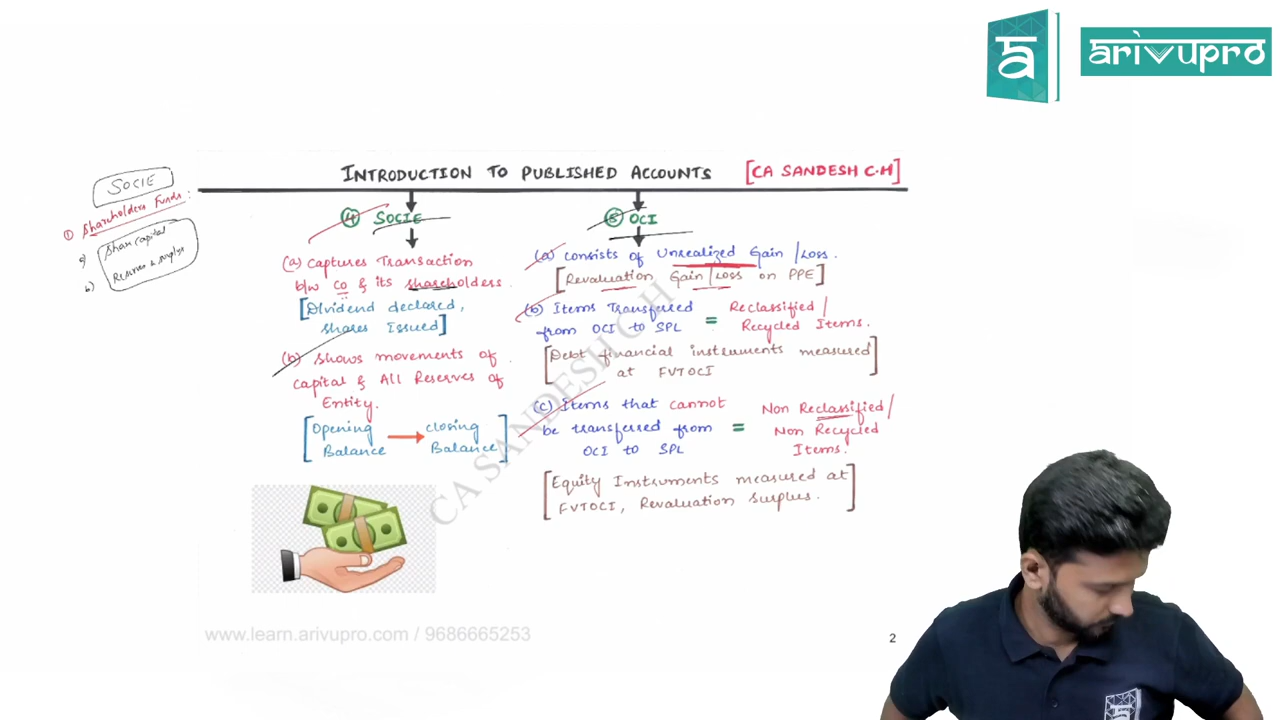 arivupro
INTRODUCTION TO PUBLISHED ACCOUNTS [CA SANDESH C.H]
SOCIE
① Shareholders Funds:
a) Share Capital
b) Reserves & Surplus
④ SOCIE
(a) Captures Transaction
b/w Co & its shareholders.
[Dividend declared,
shares Issued]
(b) Shows movements of
Capital & All Reserves of
Entity.
[Opening Balance → closing Balance]
⑤ OCI
(a) Consists of Unrealized Gain/Loss.
[Revaluation Gain/Loss on PPE]
(b) Items Transferred
from OCI to SPL
= Reclassified/
Recycled Items.
[Debt financial instruments measured
at FVTOCI]
(c) Items that cannot
be transferred from
OCI to SPL
= Non Reclassified/
Non Recycled
Items.
[Equity Instruments measured at
FVTOCI, Revaluation Surplus.]
CA SANDESH C H
www.learn.arivupro.com / 9686665253
2